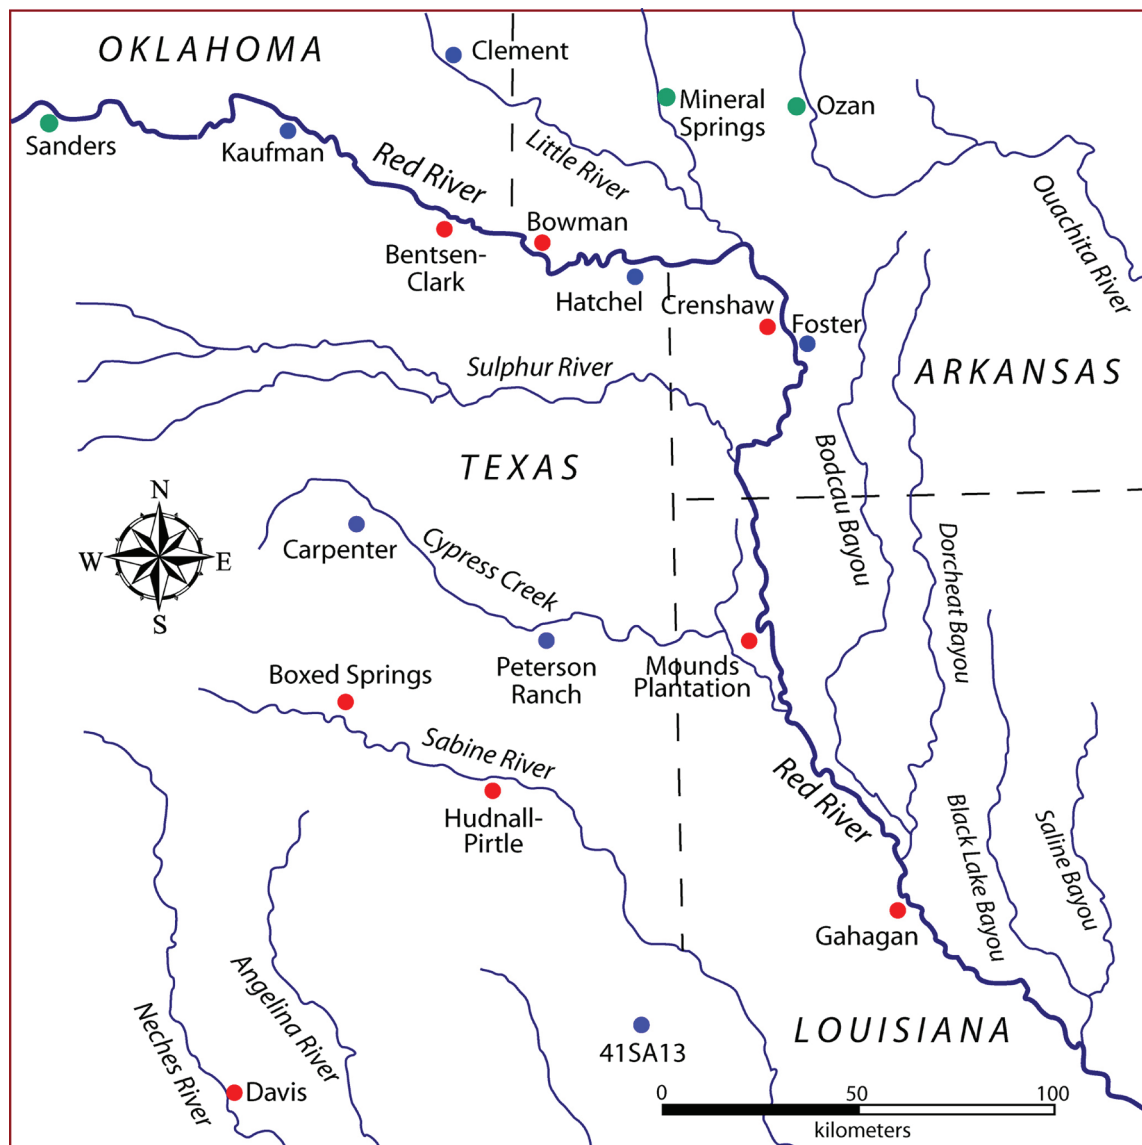 OKLAHOMA
Clement
Mineral
Springs
Ozan
Sanders
Kaufman
Red River
Little River
Ouachita River
Bowman
Bentsen-
Clark
Hatchel
Crenshaw
Foster
Sulphur River
ARKANSAS
TEXAS
Bodcau Bayou
N
W
E
S
Carpenter
Cypress Creek
Dorcheat Bayou
Boxed Springs
Peterson
Ranch
Mounds
Plantation
Sabine River
Red River
Hudnall-
Pirtle
Black Lake Bayou
Saline Bayou
Gahagan
Angelina River
Neches River
41SA13
LOUISIANA
Davis
0
50
100
kilometers